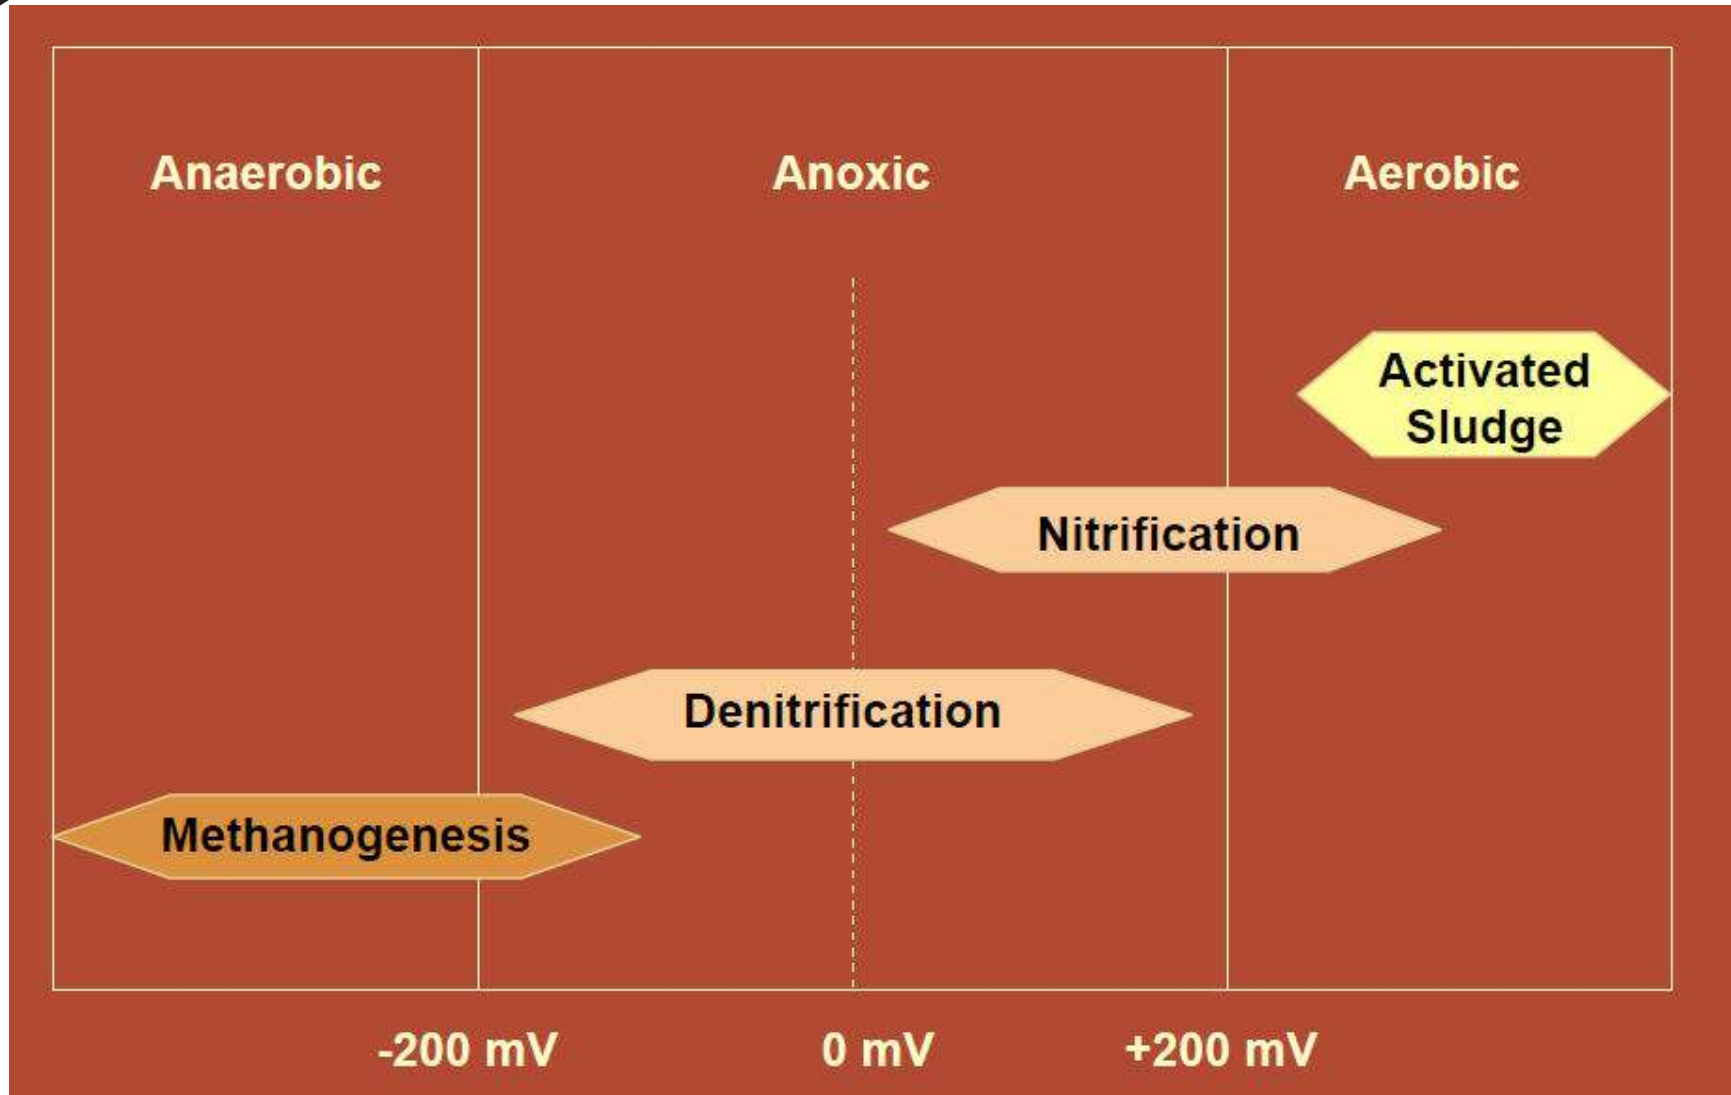 Anaerobic
Anoxic
Aerobic
Activated
Sludge
Nitrification
Denitrification
Methanogenesis
-200 mV
0 mV
+200 mV